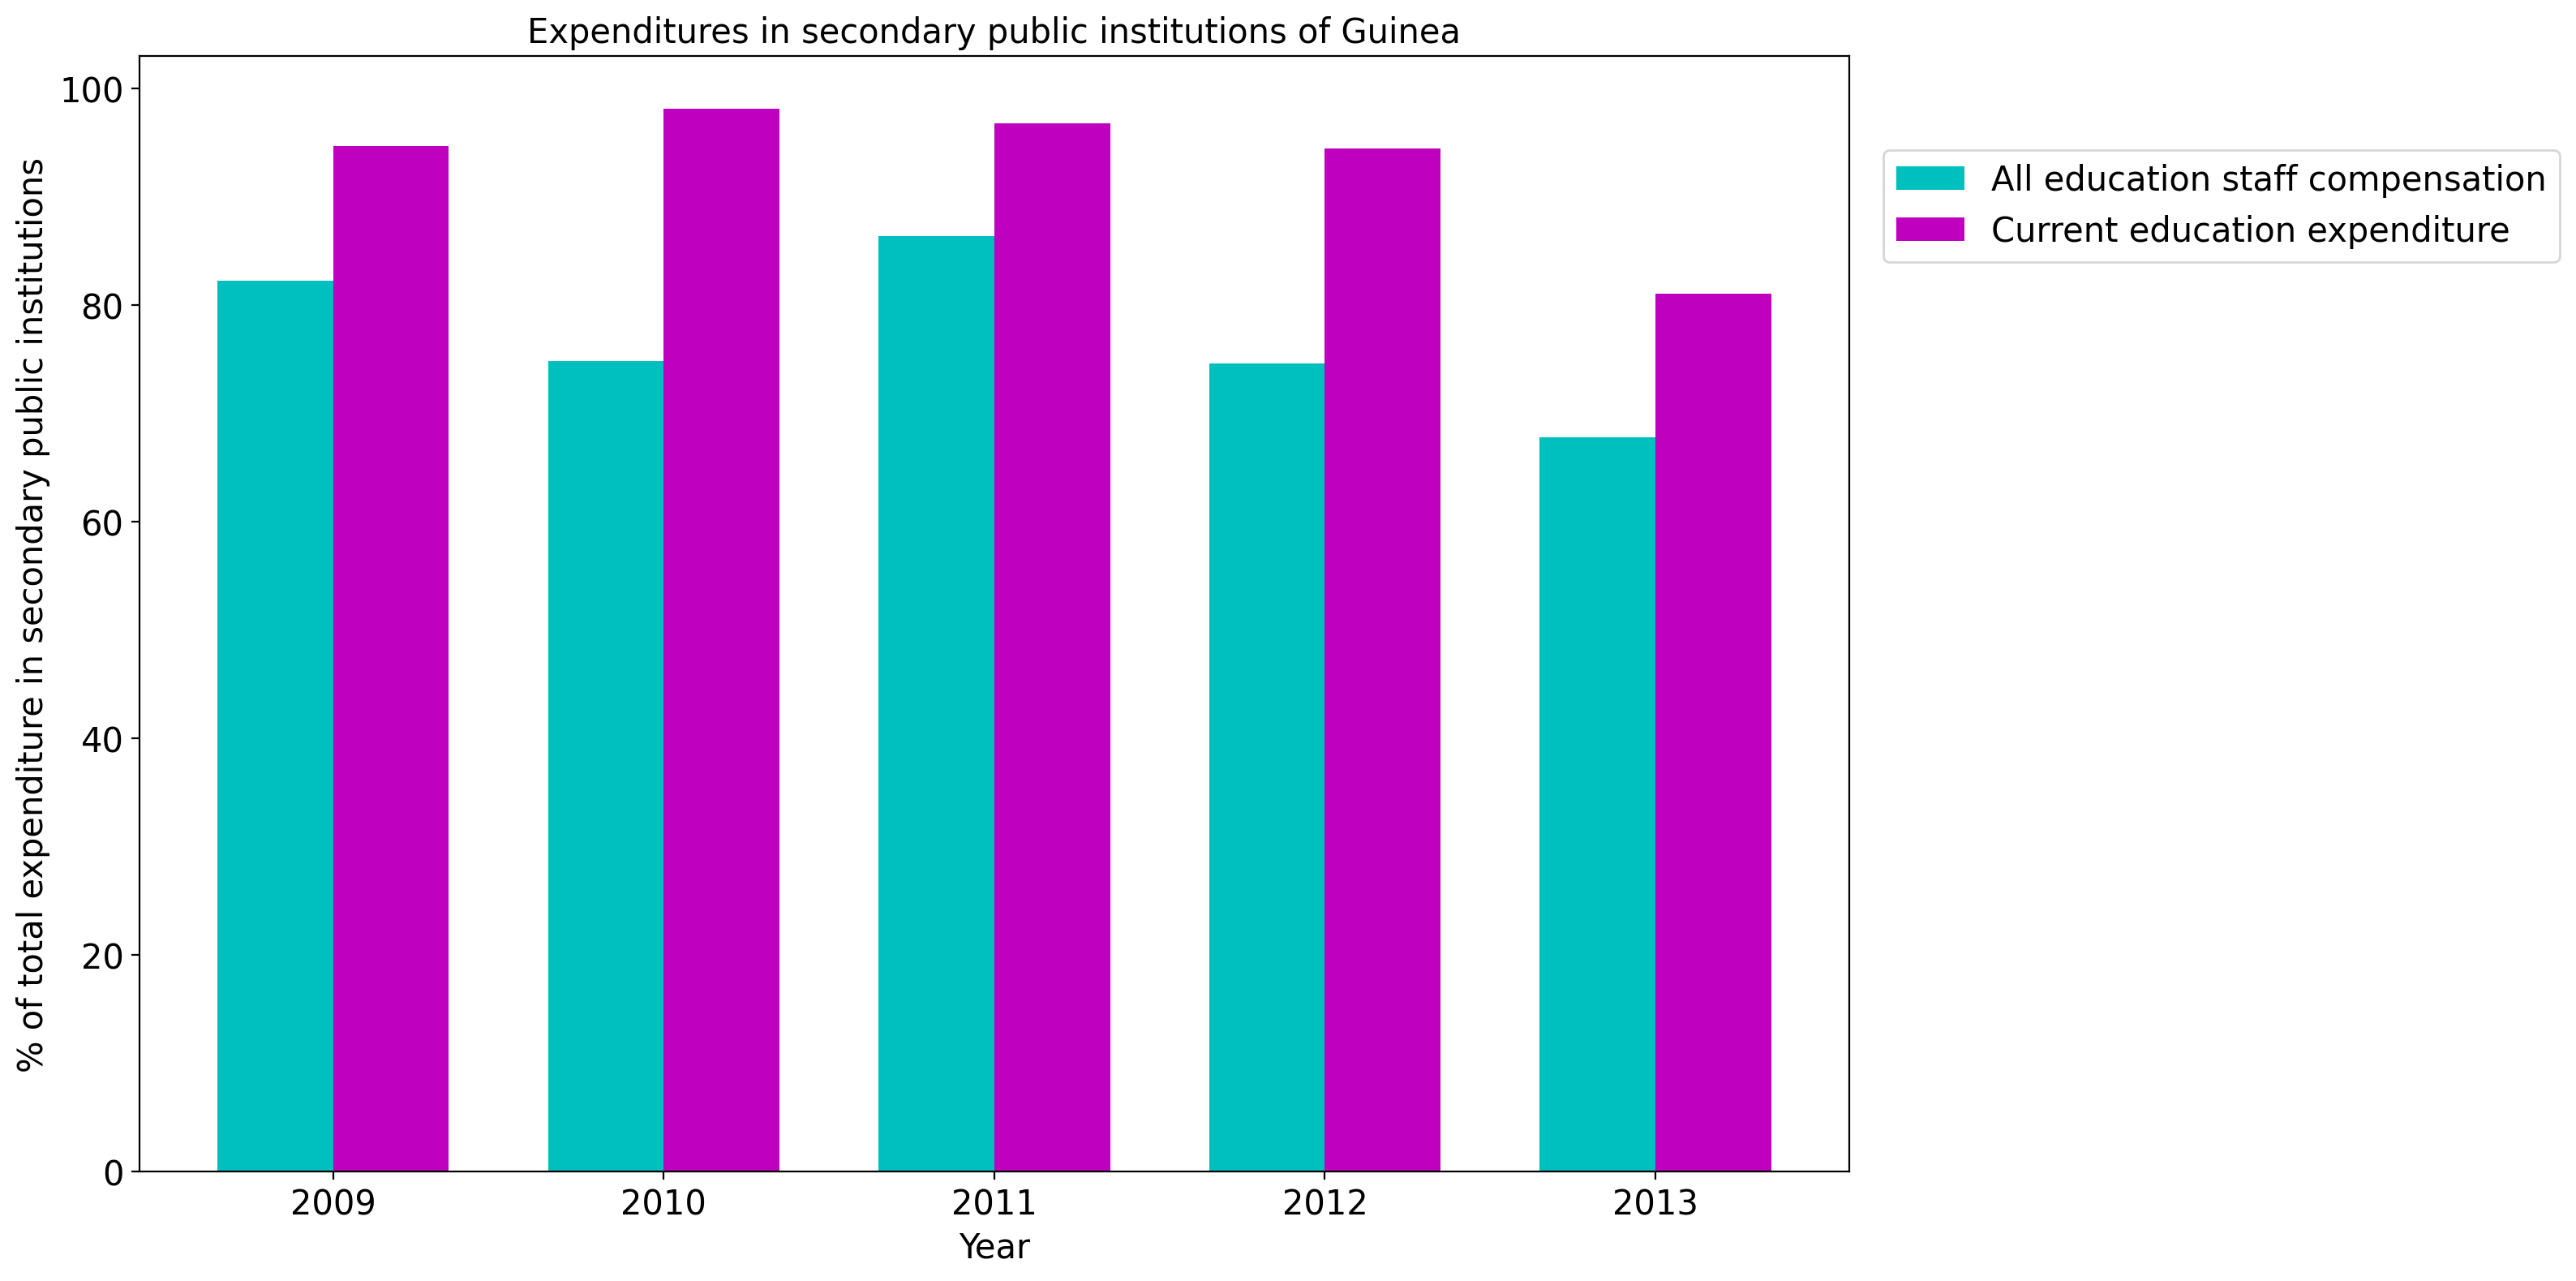 Expenditures in secondary public institutions of Guinea
% of total expenditure in secondary public institutions
100
80
60
40
20
0
2009 2010 2011 2012 2013
Year
All education staff compensation
Current education expenditure